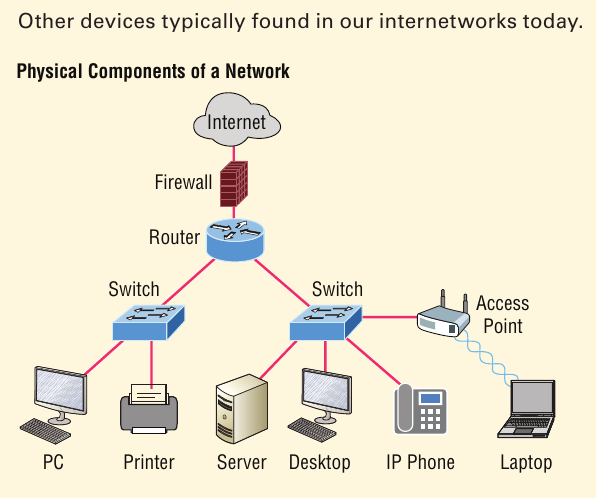 Other devices typically found in our internetworks today.
Physical Components of a Network
Internet
Firewall
Router
Switch
Switch
Access
Point
PC
Printer
Server
Desktop
IP Phone
Laptop